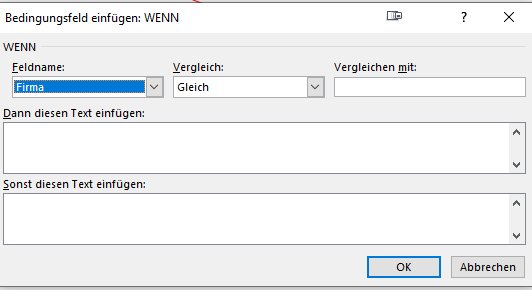 Bedingungsfeld einfügen: WENN
WENN
Feldname: Vergleich: Vergleichen mit:
Firma Gleich
Dann diesen Text einfügen:
Sonst diesen Text einfügen:
OK Abbrechen